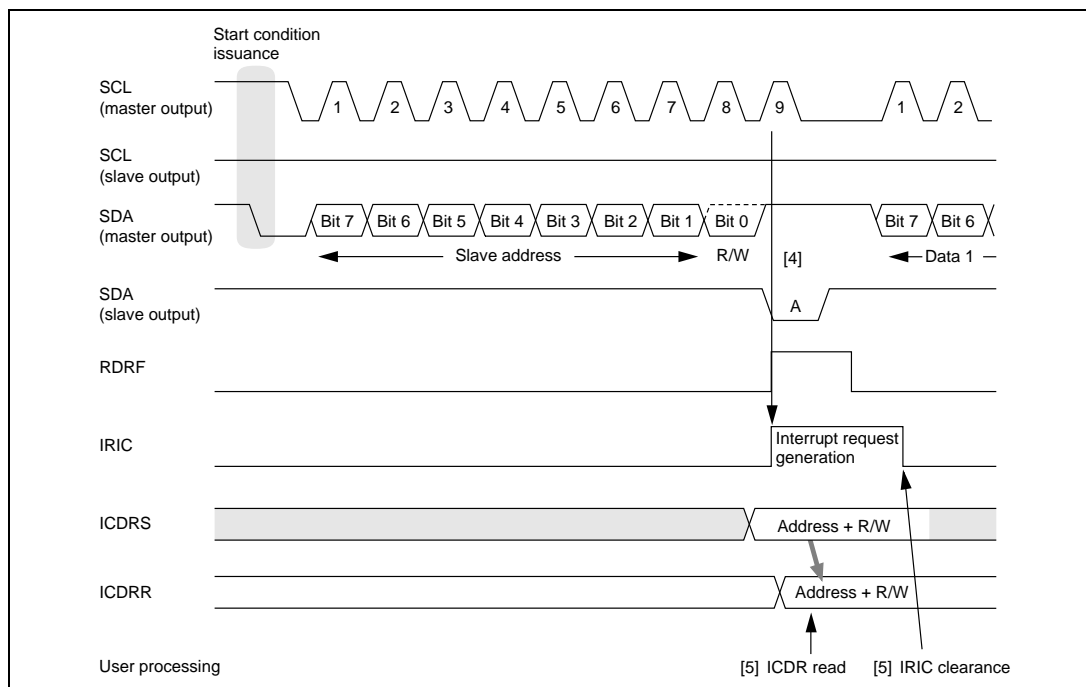 Start condition
issuance
SCL
(master output)
1 2 3 4 5 6 7 8 9 1 2
SCL
(slave output)
SDA
(master output)
Bit 7 Bit 6 Bit 5 Bit 4 Bit 3 Bit 2 Bit 1 Bit 0 Bit 7 Bit 6
Slave address R/W [4] Data 1
SDA
(slave output)
A
RDRF
IRIC
Interrupt request
generation
ICDRS
Address + R/W
ICDRR
Address + R/W
User processing
[5] ICDR read
[5] IRIC clearance